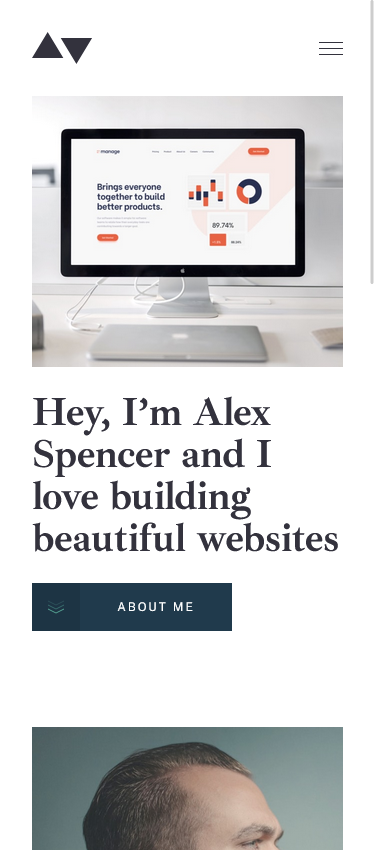 manage
Brings everyone
together to build
better products.
89.74%
Hey, I’m Alex
Spencer and I
love building
beautiful websites
ABOUT ME